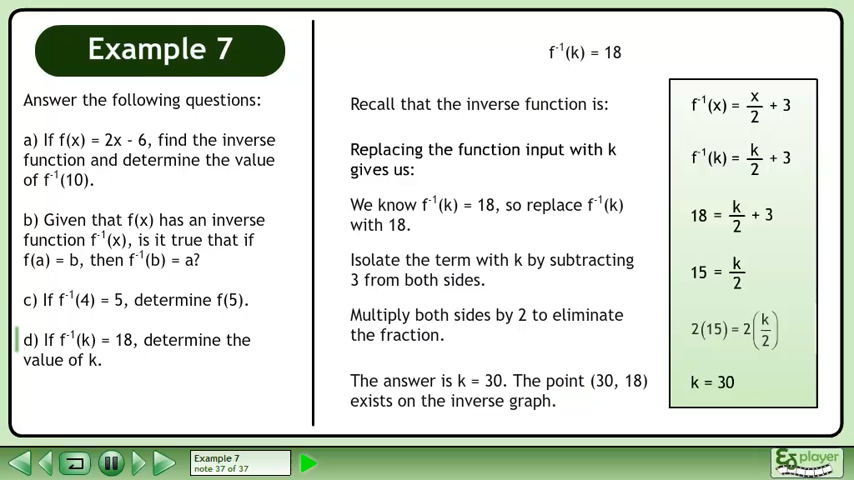 Example 7
Answer the following questions:
a) If f(x) = 2x - 6, find the inverse
function and determine the value
of f⁻¹(10).
b) Given that f(x) has an inverse
function f⁻¹(x), is it true that if
f(a) = b, then f⁻¹(b) = a?
c) If f⁻¹(4) = 5, determine f(5).
d) If f⁻¹(k) = 18, determine the
value of k.
f⁻¹(k) = 18
Recall that the inverse function is:
f⁻¹(x) = x/2 + 3
Replacing the function input with k
gives us:
f⁻¹(k) = k/2 + 3
We know f⁻¹(k) = 18, so replace f⁻¹(k)
with 18.
18 = k/2 + 3
Isolate the term with k by subtracting
3 from both sides.
15 = k/2
Multiply both sides by 2 to eliminate
the fraction.
2(15) = 2(k/2)
The answer is k = 30. The point (30, 18)
exists on the inverse graph.
k = 30
Example 7
note 37 of 37
Ez player